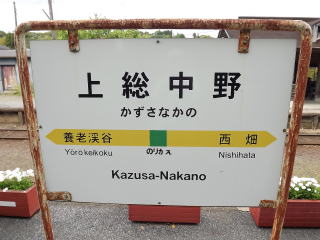 上総中野
かずさなかの
養老渓谷 西畑
Yōrōkeikoku のりかえ Nishihata
Kazusa-Nakano